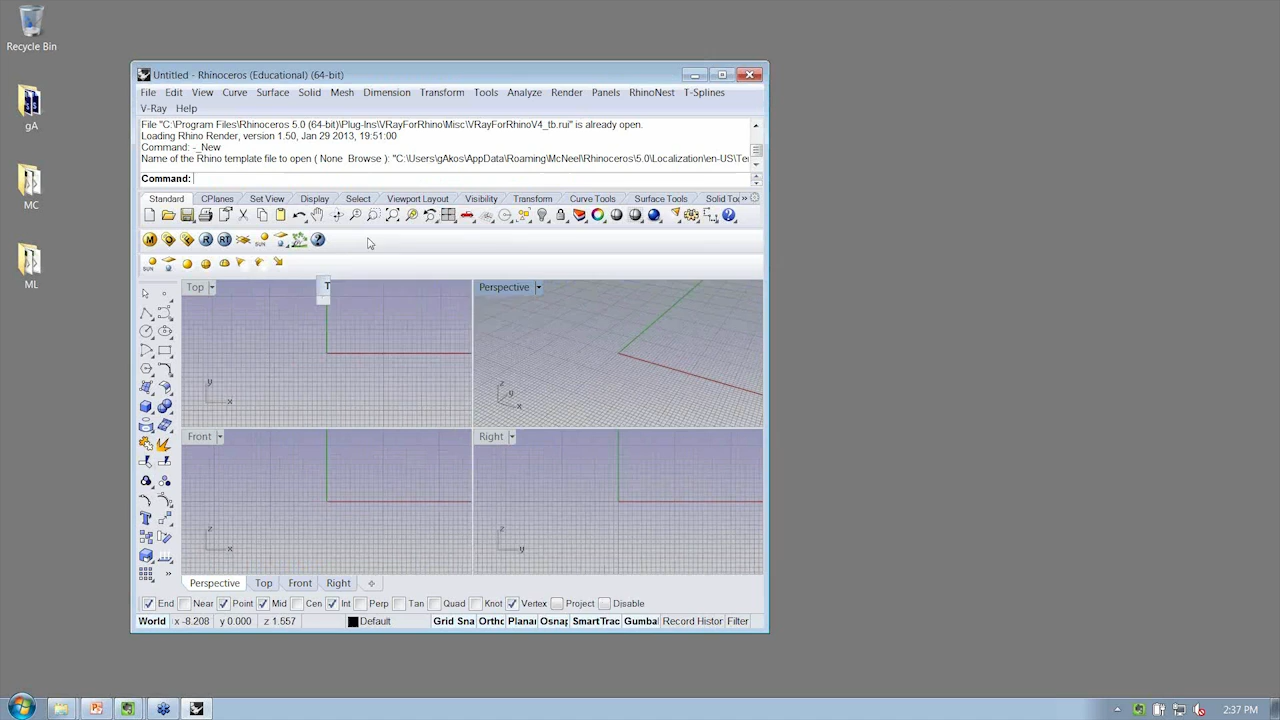 Recycle Bin
gA
MC
ML
Untitled - Rhinoceros (Educational) (64-bit)
File Edit View Curve Surface Solid Mesh Dimension Transform Tools Analyze Render Panels RhinoNest T-Splines
V-Ray Help
File "C:\Program Files\Rhinoceros 5.0 (64-bit)\Plug-Ins\VRayForRhino\Misc\VRayForRhinoV4_tb.rui" is already open.
Loading Rhino Render, version 1.50, Jan 29 2013, 19:51:00
Command: -_New
Name of the Rhino template file to open ( None Browse ): "C:\Users\gAkos\AppData\Roaming\McNeel\Rhinoceros\5.0\Localization\en-US\Te
Command:
Standard CPlanes Set View Display Select Viewport Layout Visibility Transform Curve Tools Surface Tools Solid To
M R RT
SUN
SUN
Top T Perspective
y x z y x
Front Right
z x z y
Perspective Top Front Right
End Near Point Mid Cen Int Perp Tan Quad Knot Vertex Project Disable
World x -8.208 y 0.000 z 1.557 Default Grid Sna Ortho Planar Osnap SmartTrac Gumbal Record Histor Filter
2:37 PM